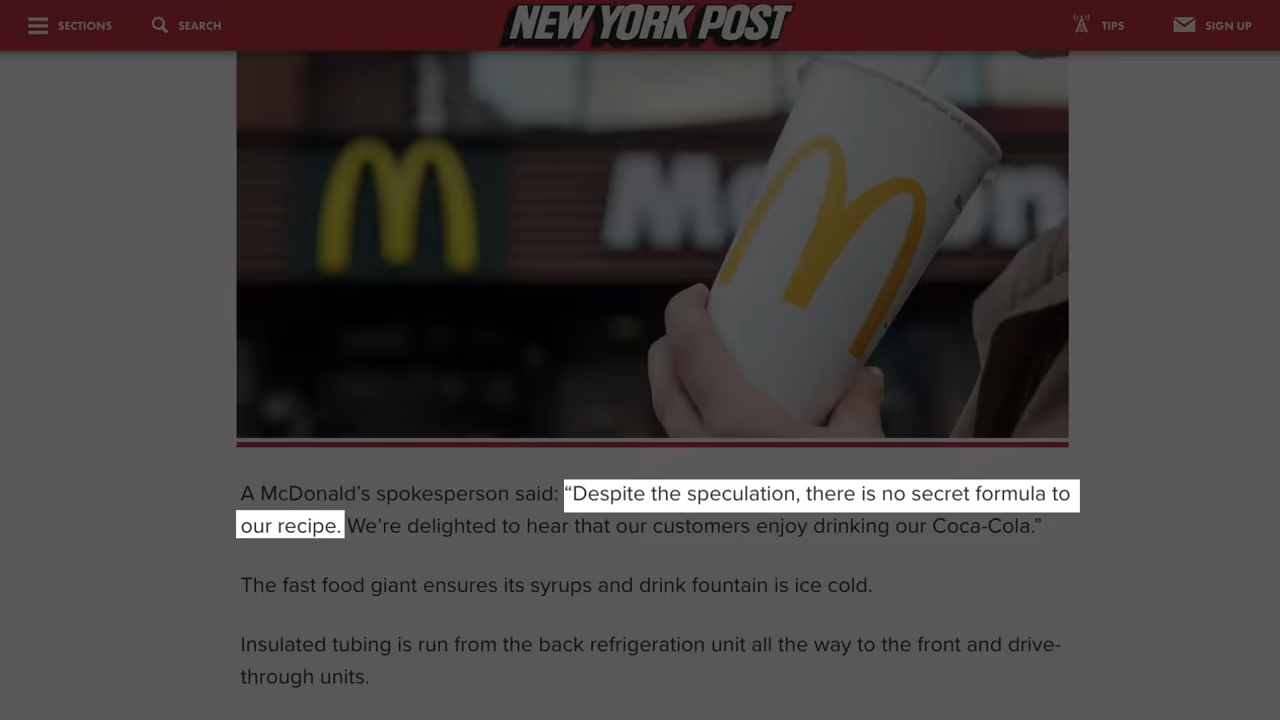 SECTIONS SEARCH NEW YORK POST TIPS SIGN UP
A McDonald’s spokesperson said: “Despite the speculation, there is no secret formula to
our recipe. We’re delighted to hear that our customers enjoy drinking our Coca-Cola.”
The fast food giant ensures its syrups and drink fountain is ice cold.
Insulated tubing is run from the back refrigeration unit all the way to the front and drive-
through units.